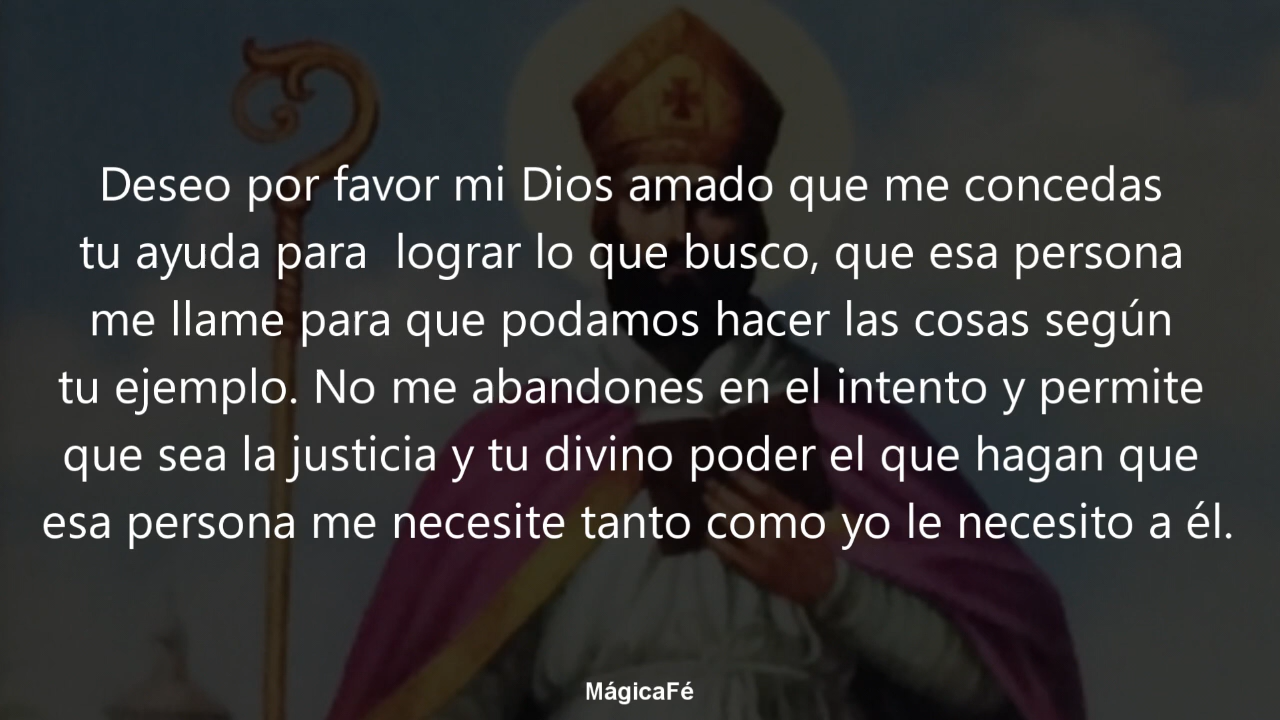 Deseo por favor mi Dios amado que me concedas
tu ayuda para  lograr lo que busco, que esa persona
me llame para que podamos hacer las cosas según
tu ejemplo. No me abandones en el intento y permite
que sea la justicia y tu divino poder el que hagan que
esa persona me necesite tanto como yo le necesito a él.
MágicaFé